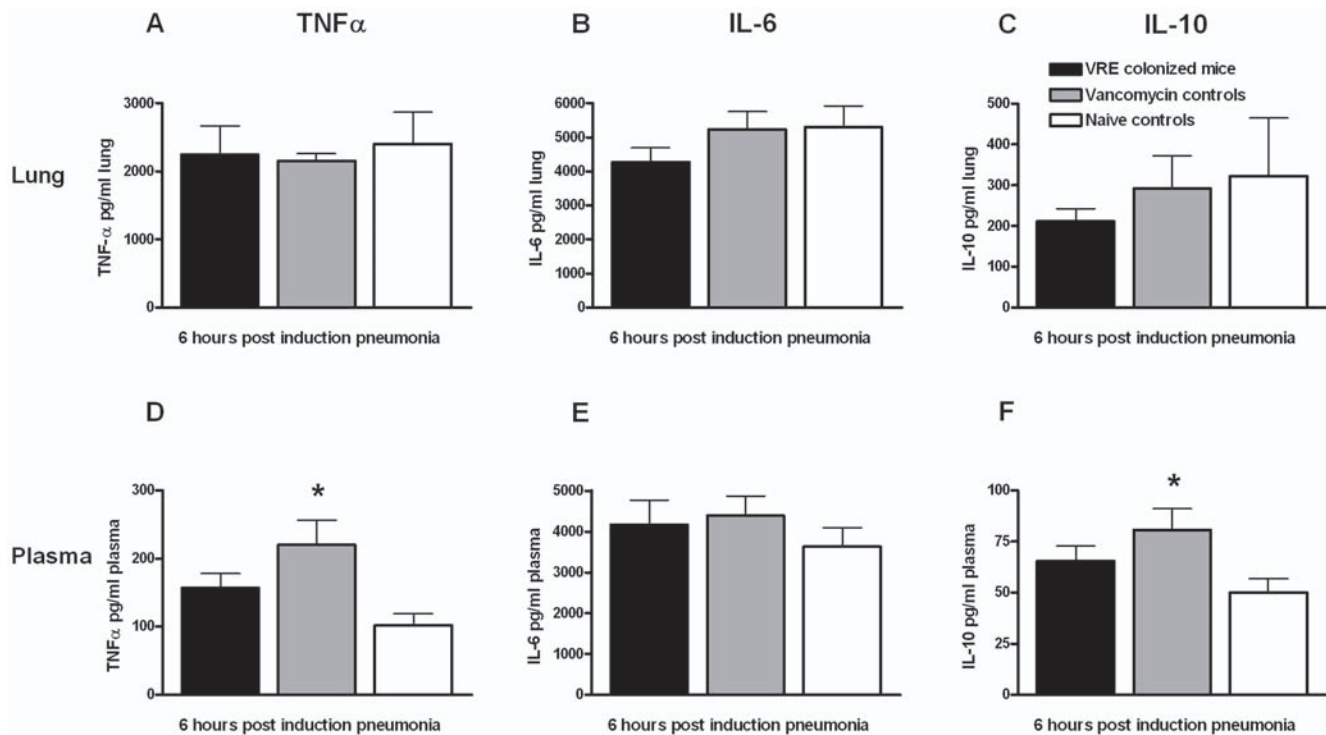 A TNFα
B IL-6
C IL-10
VRE colonized mice
Vancomycin controls
Naive controls
Lung
TNF-α pg/ml lung
3000
2000
1000
0
6 hours post induction pneumonia
IL-6 pg/ml lung
6000
5000
4000
3000
2000
1000
0
6 hours post induction pneumonia
IL-10 pg/ml lung
500
400
300
200
100
0
6 hours post induction pneumonia
Plasma
D
TNFα pg/ml plasma
300
200
100
0
*
6 hours post induction pneumonia
E
IL-6 pg/ml plasma
5000
4000
3000
4000
1000
0
6 hours post induction pneumonia
F
IL-10 pg/ml plasma
100
75
50
25
0
*
6 hours post induction pneumonia